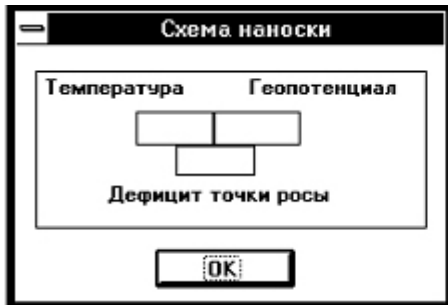 Схема наноски
Температура Геопотенциал
Дефицит точки росы
OK